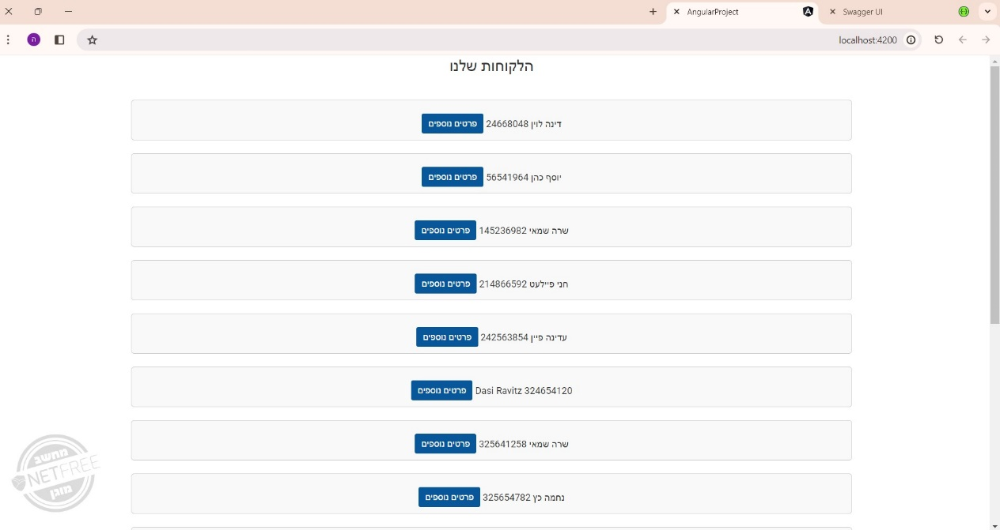 AngularProject
Swagger UI
localhost:4200
ה
הלקוחות שלנו
דינה לוין 24668048 פרטים נוספים
יוסף כהן 56541964 פרטים נוספים
שרה שמאי 145236982 פרטים נוספים
חני פיילעט 214866592 פרטים נוספים
עדינה פיין 242563854 פרטים נוספים
Dasi Ravitz 324654120 פרטים נוספים
שרה שמאי 325641258 פרטים נוספים
נחמה כץ 325654782 פרטים נוספים
מחשב
NETFREE
מוגן